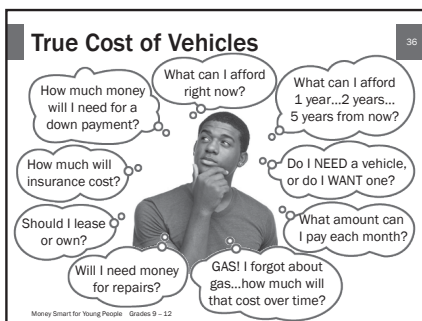 True Cost of Vehicles
36
How much money
will I need for a
down payment?
What can I afford
right now?
What can I afford
1 year...2 years...
5 years from now?
How much will
insurance cost?
Do I NEED a vehicle,
or do I WANT one?
Should I lease
or own?
What amount can
I pay each month?
Will I need money
for repairs?
GAS! I forgot about
gas...how much will
that cost over time?
Money Smart for Young People Grades 9 – 12